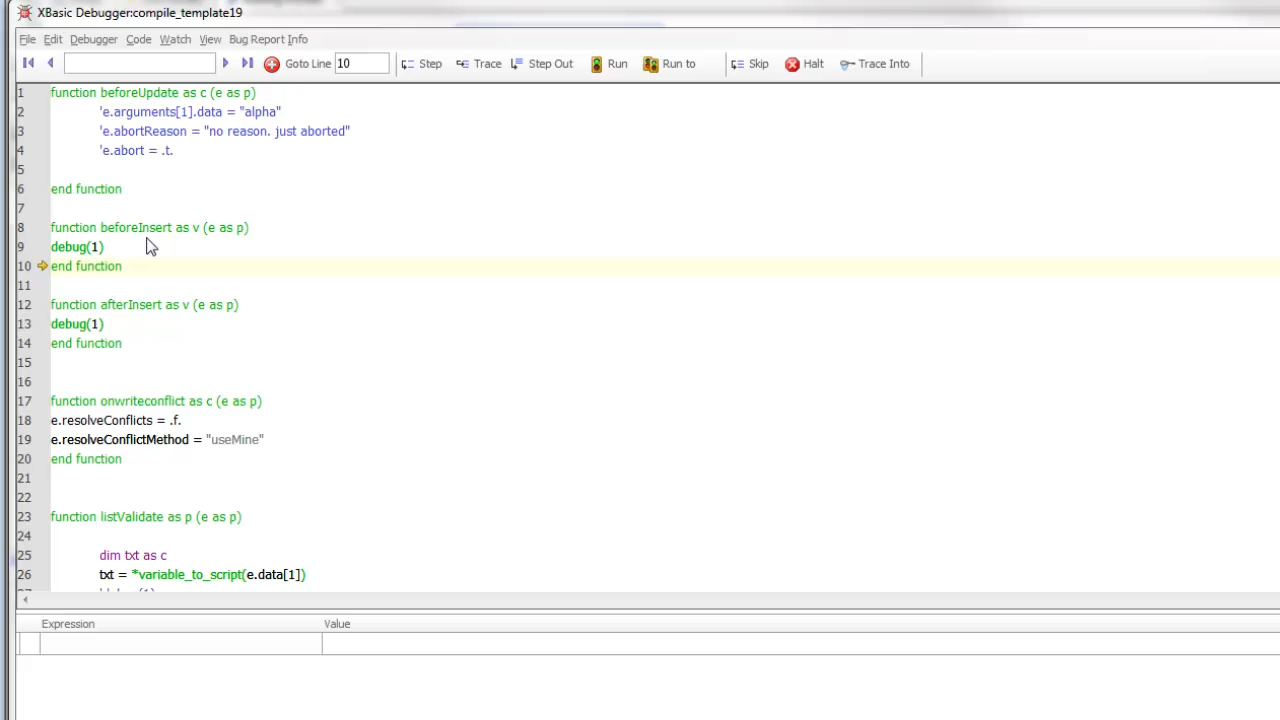 XBasic Debugger:compile_template19
File Edit Debugger Code Watch View Bug Report Info
Goto Line 10 Step Trace Step Out Run Run to Skip Halt Trace Into
1 function beforeUpdate as c (e as p)
2 'e.arguments[1].data = "alpha"
3 'e.abortReason = "no reason. just aborted"
4 'e.abort = .t.
5
6 end function
7
8 function beforeInsert as v (e as p)
9 debug(1)
10 end function
11
12 function afterInsert as v (e as p)
13 debug(1)
14 end function
15
16
17 function onwriteconflict as c (e as p)
18 e.resolveConflicts = .f.
19 e.resolveConflictMethod = "useMine"
20 end function
21
22
23 function listValidate as p (e as p)
24
25 dim txt as c
26 txt = *variable_to_script(e.data[1])
Expression Value